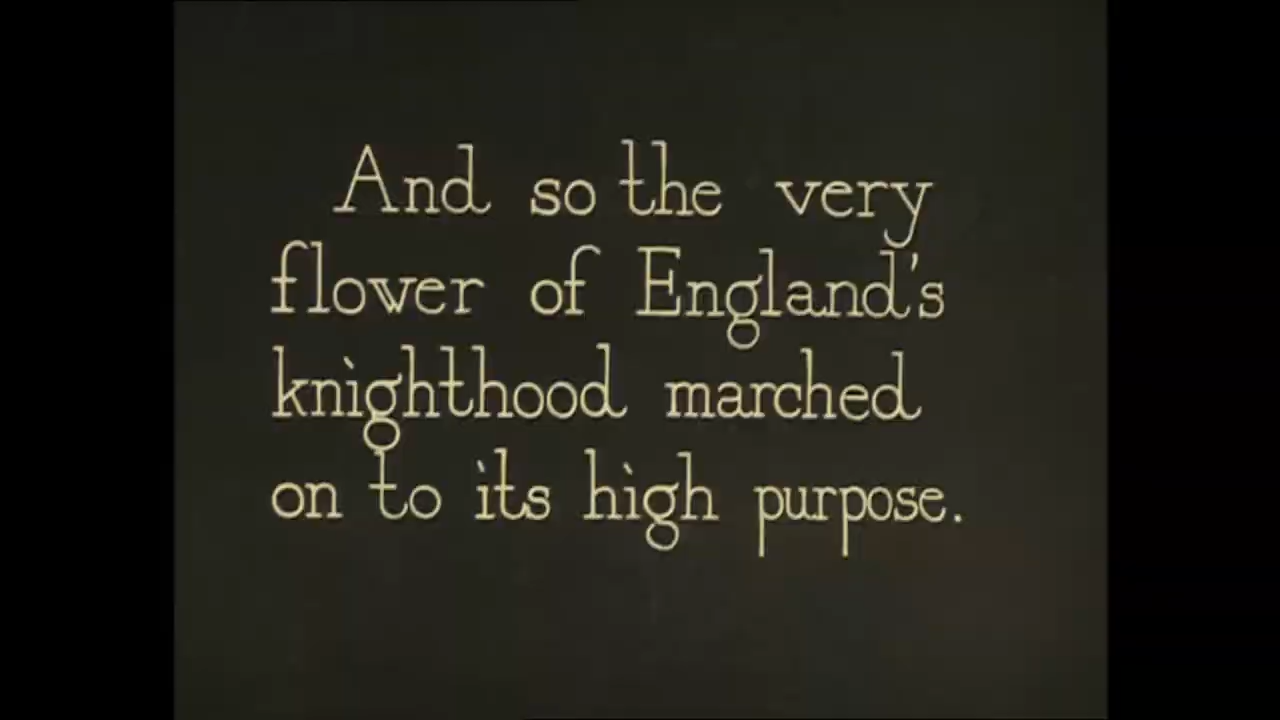 And so the very
flower of England's
knighthood marched
on to its high purpose.